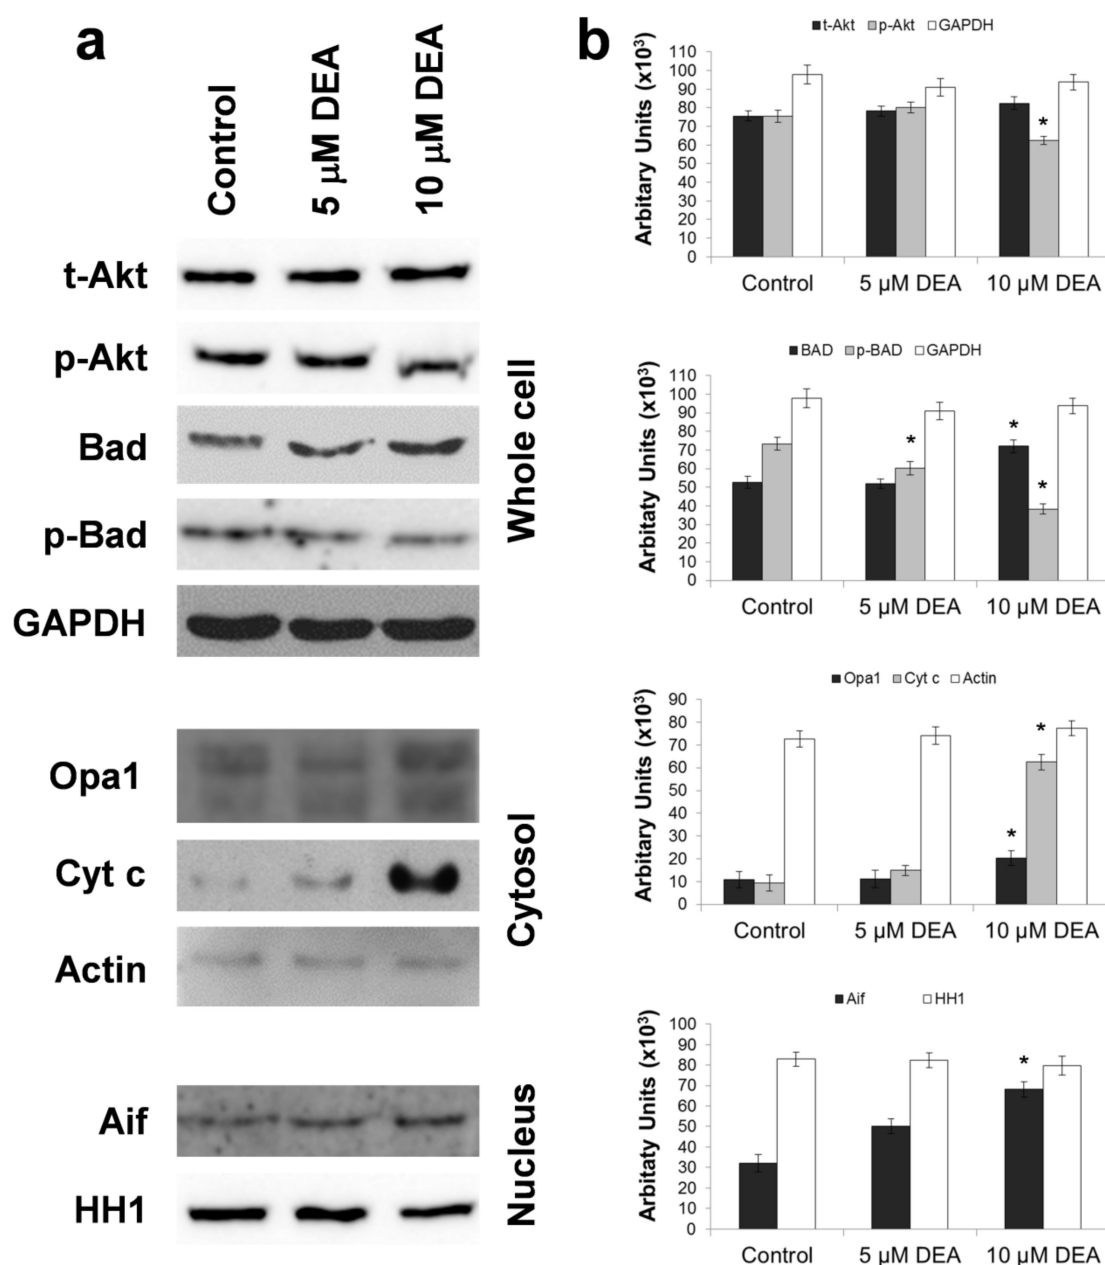 a
Control
5 µM DEA
10 µM DEA
t-Akt
p-Akt
Bad
p-Bad
GAPDH
Whole cell
Opa1
Cyt c
Actin
Cytosol
Aif
HH1
Nucleus
b
t-Akt p-Akt GAPDH
Arbitary Units (x10³)
110
100
90
80
70
60
50
40
30
20
10
0
*
Control 5 µM DEA 10 µM DEA
BAD p-BAD GAPDH
Arbitaty Units (x10³)
110
100
90
80
70
60
50
40
30
20
10
0
*
*
*
Control 5 µM DEA 10 µM DEA
Opa1 Cyt c Actin
Arbitary Units (x10³)
90
80
70
60
50
40
30
20
10
0
*
*
Control 5 µM DEA 10 µM DEA
Aif HH1
Arbitaty Units (x10³)
100
90
80
70
60
50
40
30
20
10
0
*
Control 5 µM DEA 10 µM DEA